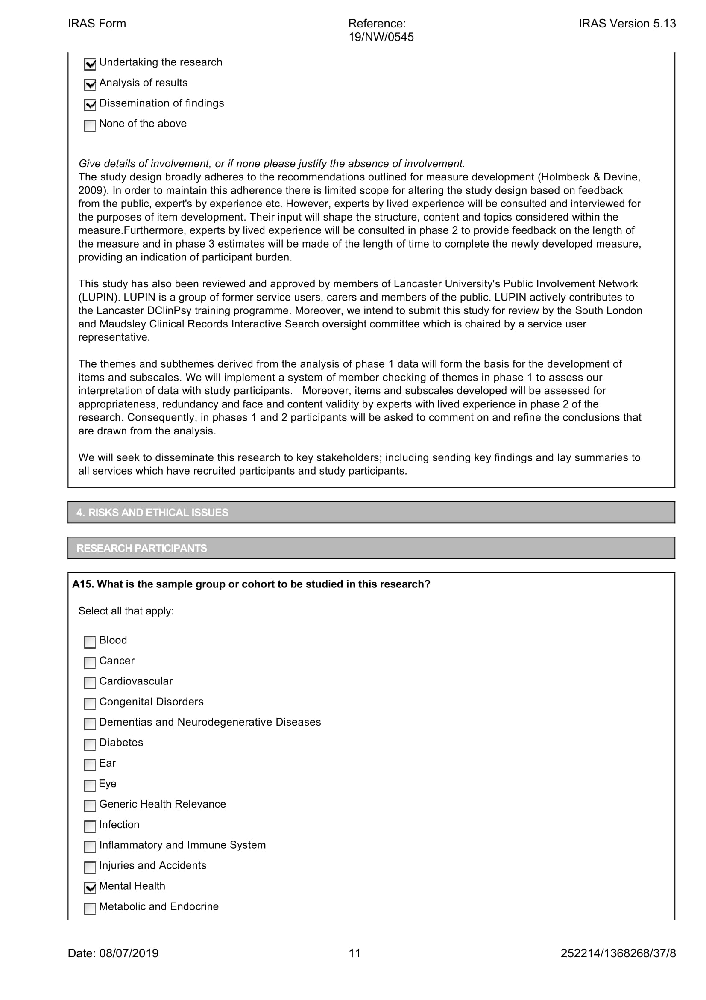 IRAS Form
Reference:
19/NW/0545
IRAS Version 5.13
Undertaking the research
Analysis of results
Dissemination of findings
None of the above
Give details of involvement, or if none please justify the absence of involvement.
The study design broadly adheres to the recommendations outlined for measure development (Holmbeck & Devine,
2009). In order to maintain this adherence there is limited scope for altering the study design based on feedback
from the public, expert's by experience etc. However, experts by lived experience will be consulted and interviewed for
the purposes of item development. Their input will shape the structure, content and topics considered within the
measure.Furthermore, experts by lived experience will be consulted in phase 2 to provide feedback on the length of
the measure and in phase 3 estimates will be made of the length of time to complete the newly developed measure,
providing an indication of participant burden.
This study has also been reviewed and approved by members of Lancaster University's Public Involvement Network
(LUPIN). LUPIN is a group of former service users, carers and members of the public. LUPIN actively contributes to
the Lancaster DClinPsy training programme. Moreover, we intend to submit this study for review by the South London
and Maudsley Clinical Records Interactive Search oversight committee which is chaired by a service user
representative.
The themes and subthemes derived from the analysis of phase 1 data will form the basis for the development of
items and subscales. We will implement a system of member checking of themes in phase 1 to assess our
interpretation of data with study participants.   Moreover, items and subscales developed will be assessed for
appropriateness, redundancy and face and content validity by experts with lived experience in phase 2 of the
research. Consequently, in phases 1 and 2 participants will be asked to comment on and refine the conclusions that
are drawn from the analysis.
We will seek to disseminate this research to key stakeholders; including sending key findings and lay summaries to
all services which have recruited participants and study participants.
4. RISKS AND ETHICAL ISSUES
RESEARCH PARTICIPANTS
A15. What is the sample group or cohort to be studied in this research?
Select all that apply:
Blood
Cancer
Cardiovascular
Congenital Disorders
Dementias and Neurodegenerative Diseases
Diabetes
Ear
Eye
Generic Health Relevance
Infection
Inflammatory and Immune System
Injuries and Accidents
Mental Health
Metabolic and Endocrine
Date: 08/07/2019
11
252214/1368268/37/8